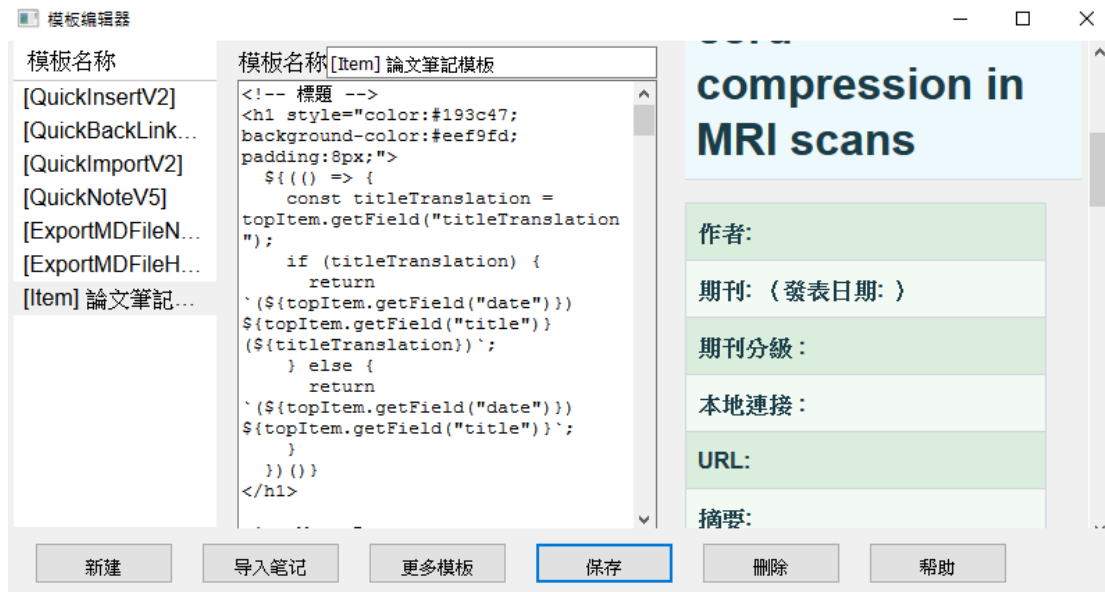 模板编辑器
模板名称
[QuickInsertV2]
[QuickBackLink...
[QuickImportV2]
[QuickNoteV5]
[ExportMDFileN...
[ExportMDFileH...
[Item] 論文筆記...
模板名称 [Item] 論文筆記模板
<!-- 標題 -->
<h1 style="color:#193c47;
background-color:#eef9fd;
padding:8px;">
  ${(() => {
    const titleTranslation =
topItem.getField("titleTranslation
");
    if (titleTranslation) {
      return
`(${topItem.getField("date")})
${topItem.getField("title")}
(${titleTranslation})`;
    } else {
      return
`(${topItem.getField("date")})
${topItem.getField("title")}`;
    }
  })()}
</h1>
compression in
MRI scans
作者:
期刊: (發表日期: )
期刊分級：
本地連接：
URL:
摘要:
新建
导入笔记
更多模板
保存
删除
帮助